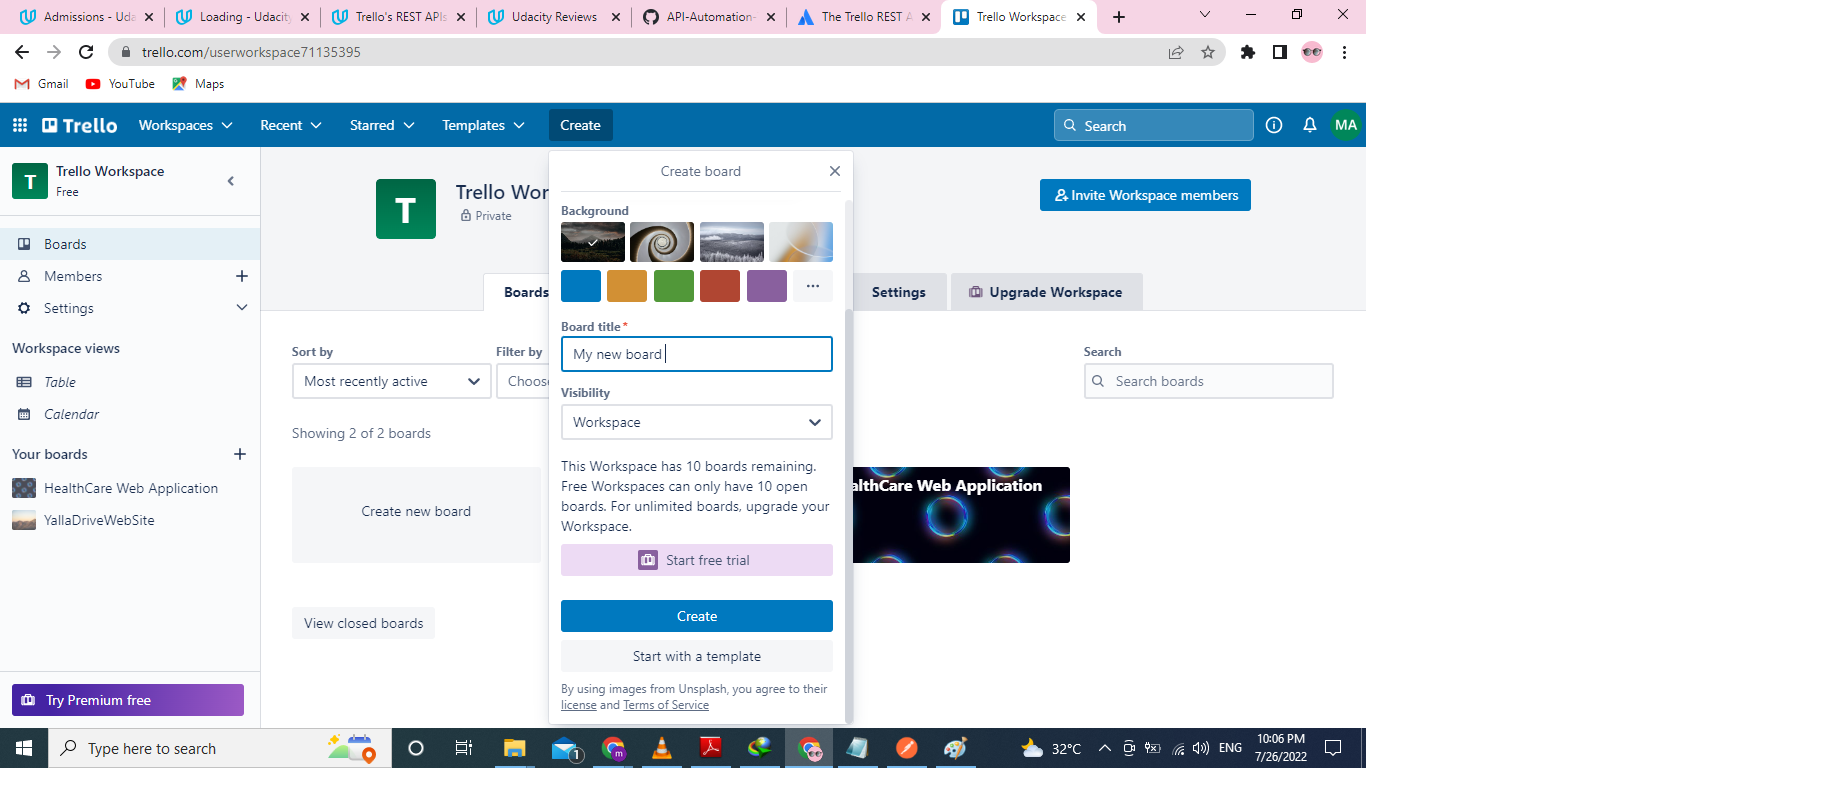 Admissions - Uda
Loading - Udacity
Trello's REST APIs
Udacity Reviews
API-Automation-
The Trello REST A
Trello Workspace
trello.com/userworkspace71135395
Gmail
YouTube
Maps
Trello
Workspaces
Recent
Starred
Templates
Create
Search
MA
T
Trello Workspace
Free
Boards
Members
Settings
Workspace views
Table
Calendar
Your boards
HealthCare Web Application
YallaDriveWebSite
Try Premium free
T
Trello Wor
Private
Invite Workspace members
Boards
Settings
Upgrade Workspace
Sort by
Most recently active
Filter by
Choose
Search
Search boards
Showing 2 of 2 boards
Create new board
althCare Web Application
View closed boards
Create board
Background
Board title*
My new board
Visibility
Workspace
This Workspace has 10 boards remaining.
Free Workspaces can only have 10 open
boards. For unlimited boards, upgrade your
Workspace.
Start free trial
Create
Start with a template
By using images from Unsplash, you agree to their
license and Terms of Service
Type here to search
1
m
32°C
ENG
10:06 PM
7/26/2022